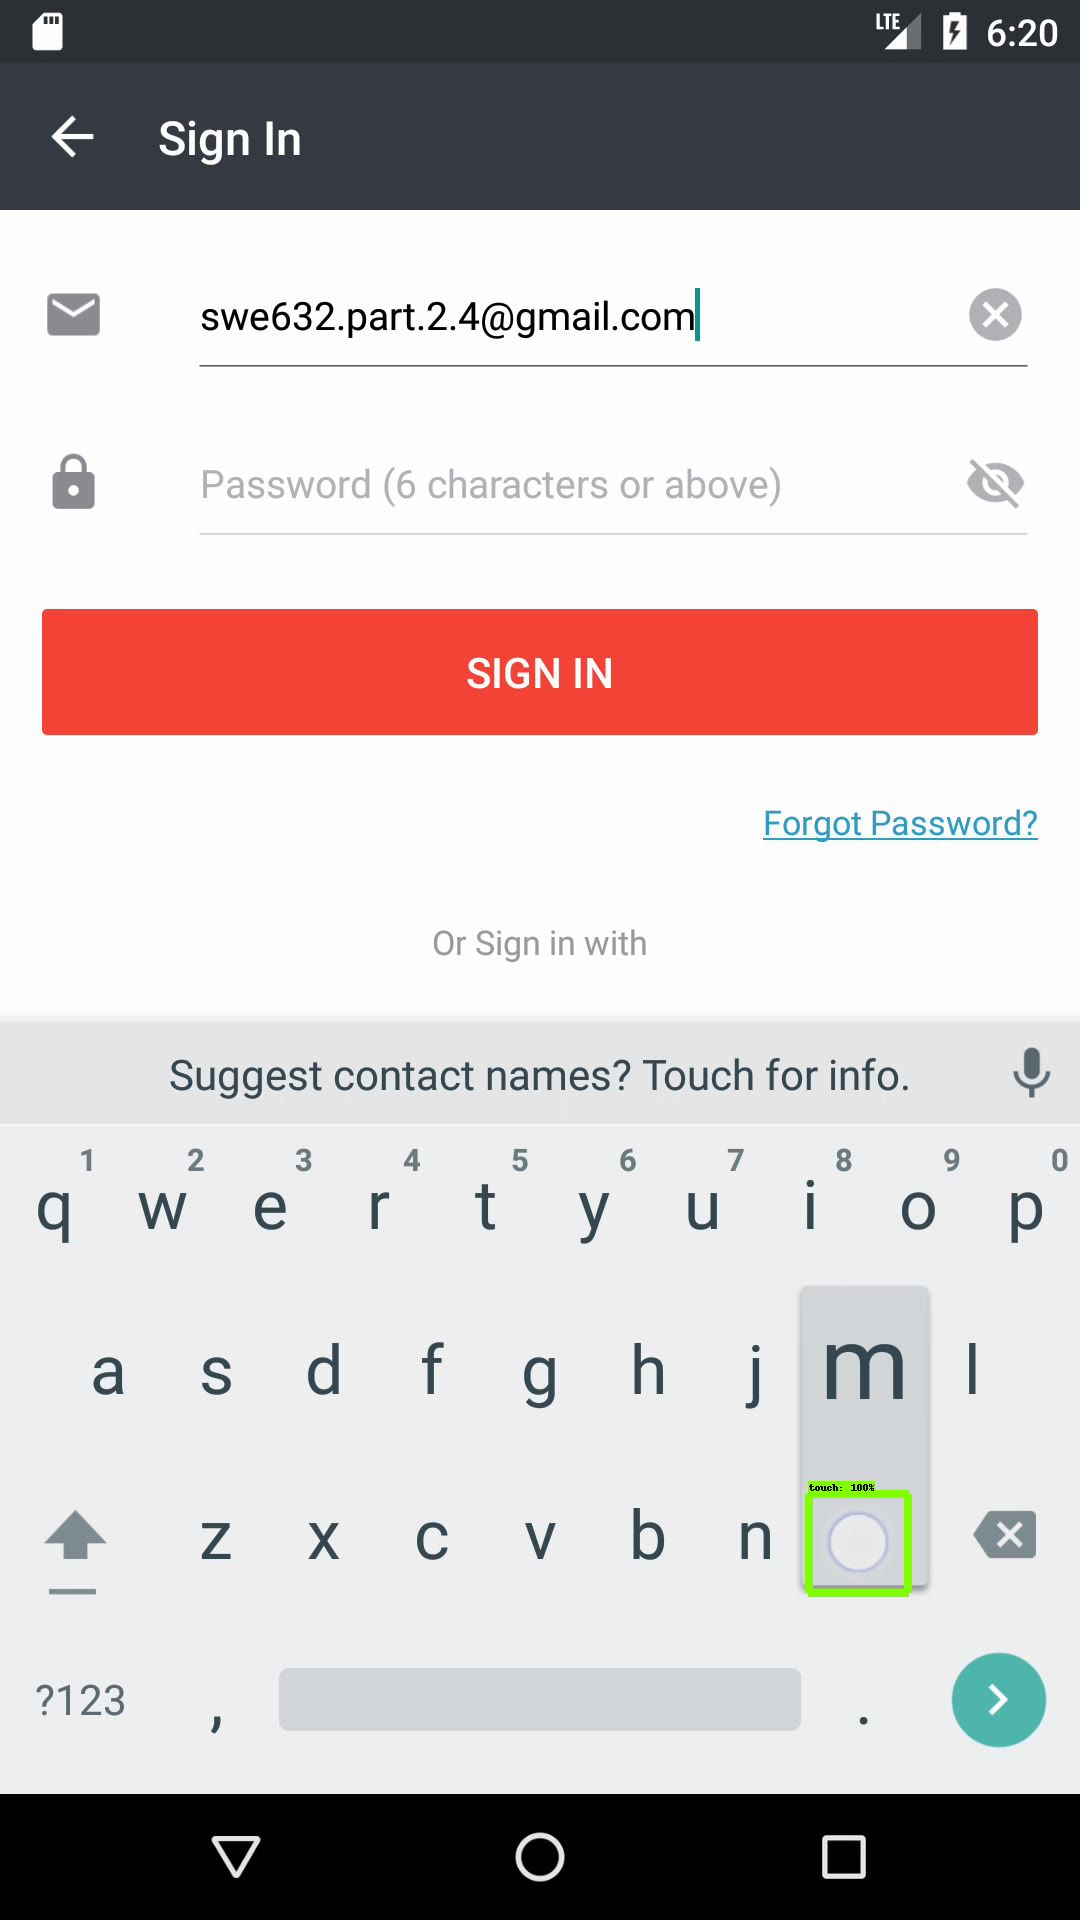 LTE 6:20
Sign In
swe632.part.2.4@gmail.com
Password (6 characters or above)
SIGN IN
Forgot Password?
Or Sign in with
Suggest contact names? Touch for info.
1 2 3 4 5 6 7 8 9 0
q w e r t y u i o p
a s d f g h j m l
touch: 100%
z x c v b n
?123 , .